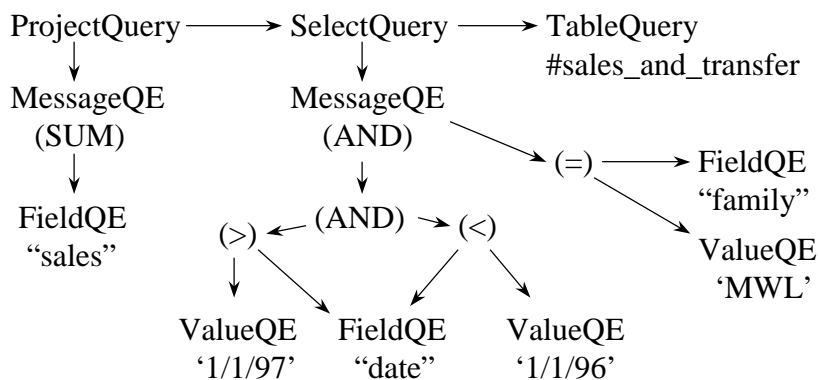 ProjectQuery
SelectQuery
TableQuery
#sales_and_transfer
MessageQE
(SUM)
MessageQE
(AND)
(=)
FieldQE
“family”
FieldQE
“sales”
(>)
(AND)
(<)
ValueQE
‘MWL’
ValueQE
‘1/1/97’
FieldQE
“date”
ValueQE
‘1/1/96’